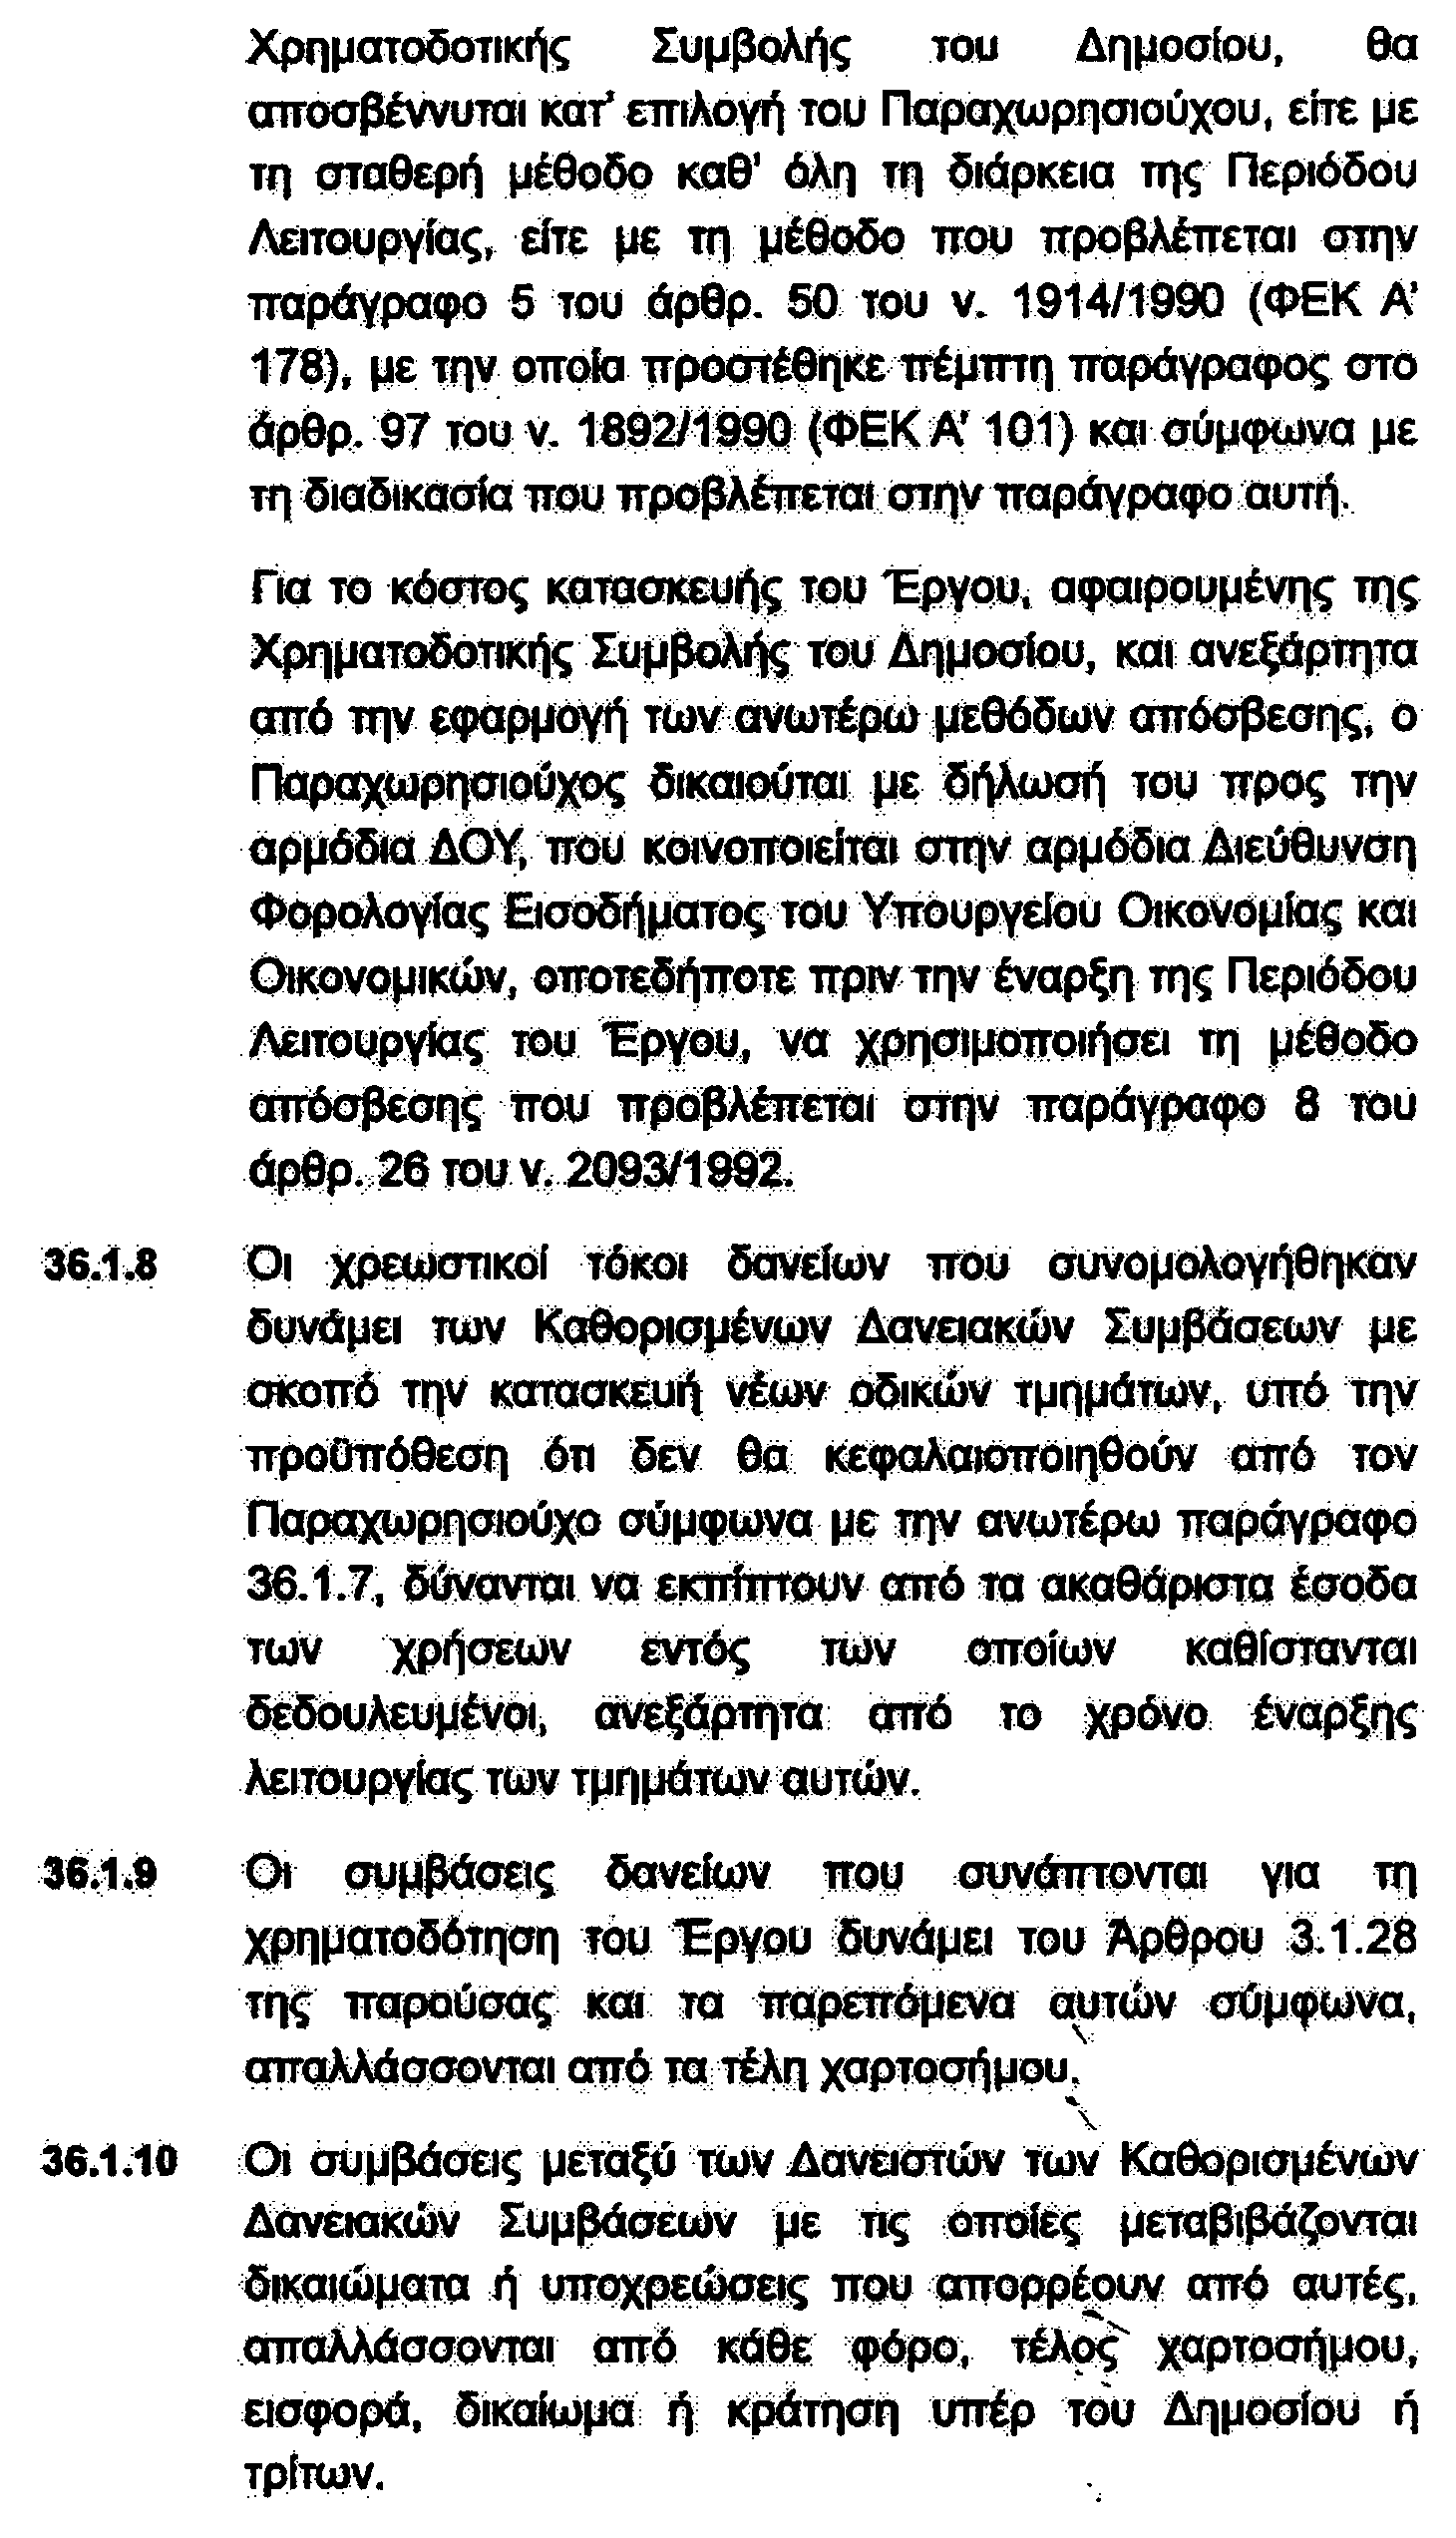 Χρηματοδοτικής Συμβολής του Δημοσίου, θα
αποσβέννυται κατ' επιλογή του Παραχωρησιούχου, είτε με
τη σταθερή μέθοδο καθ' όλη τη διάρκεια της Περιόδου
Λειτουργίας, είτε με τη μέθοδο που προβλέπεται στην
παράγραφο 5 του άρθρ. 50 του ν. 1914/1990 (ΦΕΚ Α'
178), με την οποία προστέθηκε πέμπτη παράγραφος στο
άρθρ. 97 του ν. 1892/1990 (ΦΕΚ Α' 101) και σύμφωνα με
τη διαδικασία που προβλέπεται στην παράγραφο αυτή.
Για το κόστος κατασκευής του Έργου, αφαιρουμένης της
Χρηματοδοτικής Συμβολής του Δημοσίου, και ανεξάρτητα
από την εφαρμογή των ανωτέρω μεθόδων απόσβεσης, ο
Παραχωρησιούχος δικαιούται με δήλωσή του προς την
αρμόδια ΔΟΥ, που κοινοποιείται στην αρμόδια Διεύθυνση
Φορολογίας Εισοδήματος του Υπουργείου Οικονομίας και
Οικονομικών, οποτεδήποτε πριν την έναρξη της Περιόδου
Λειτουργίας του Έργου, να χρησιμοποιήσει τη μέθοδο
απόσβεσης που προβλέπεται στην παράγραφο 8 του
άρθρ. 26 του ν. 2093/1992.
36.1.8 Οι χρεωστικοί τόκοι δανείων που συνομολογήθηκαν
δυνάμει των Καθορισμένων Δανειακών Συμβάσεων με
σκοπό την κατασκευή νέων οδικών τμημάτων, υπό την
προϋπόθεση ότι δεν θα κεφαλαιοποιηθούν από τον
Παραχωρησιούχο σύμφωνα με την ανωτέρω παράγραφο
36.1.7, δύνανται να εκπίπτουν από τα ακαθάριστα έσοδα
των χρήσεων εντός των οποίων καθίστανται
δεδουλευμένοι, ανεξάρτητα από το χρόνο έναρξης
λειτουργίας των τμημάτων αυτών.
36.1.9 Οι συμβάσεις δανείων που συνάπτονται για τη
χρηματοδότηση του Έργου δυνάμει του Άρθρου 3.1.28
της παρούσας και τα παρεπόμενα αυτών σύμφωνα,
απαλλάσσονται από τα τέλη χαρτοσήμου.
36.1.10 Οι συμβάσεις μεταξύ των Δανειστών των Καθορισμένων
Δανειακών Συμβάσεων με τις οποίες μεταβιβάζονται
δικαιώματα ή υποχρεώσεις που απορρέουν από αυτές,
απαλλάσσονται από κάθε φόρο, τέλος χαρτοσήμου,
εισφορά, δικαίωμα ή κράτηση υπέρ του Δημοσίου ή
τρίτων.